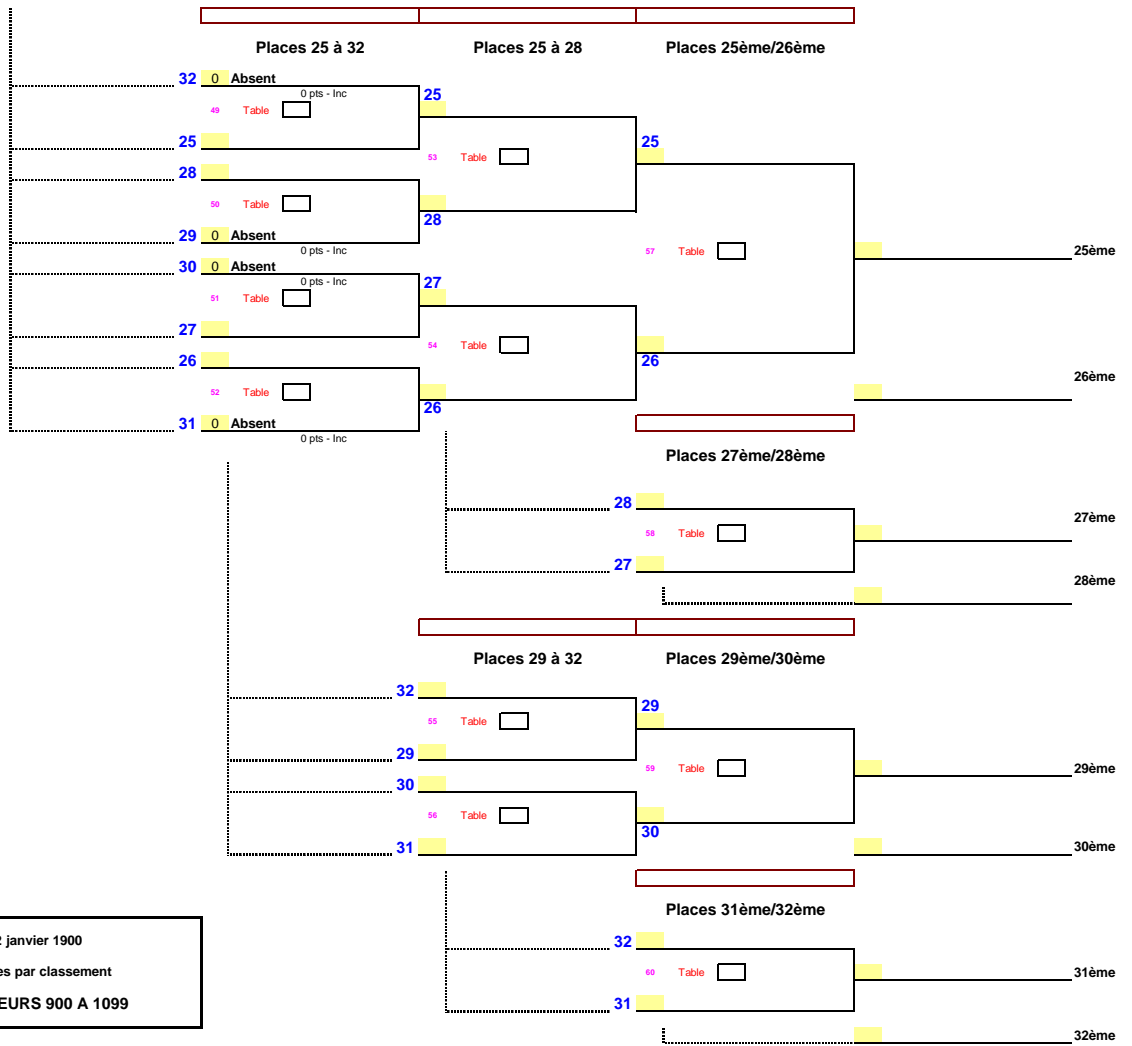 Places 25 à 32 Places 25 à 28 Places 25ème/26ème
32 0 Absent
0 pts - Inc
25
49 Table
25
25
53 Table
28
50 Table
28
29 0 Absent
0 pts - Inc
57 Table
25ème
30 0 Absent
0 pts - Inc
27
51 Table
27
54 Table
26
26
26ème
52 Table
26
31 0 Absent
0 pts - Inc
Places 27ème/28ème
28
27ème
58 Table
27
28ème
Places 29 à 32 Places 29ème/30ème
32
29
55 Table
29
59 Table
29ème
30
56 Table
30
31
30ème
Places 31ème/32ème
32
60 Table
31ème
31
32ème
janvier 1900
es par classement
EURS 900 A 1099